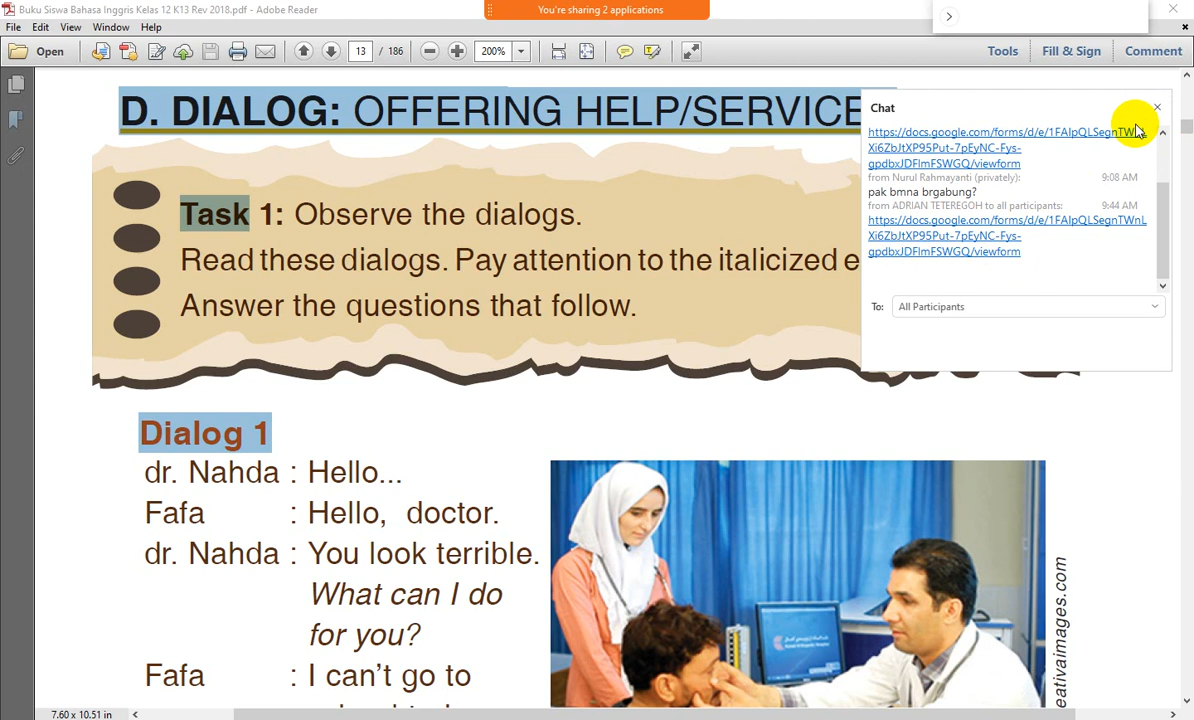 Buku Siswa Bahasa Inggris Kelas 12 K13 Rev 2018.pdf - Adobe Reader
You're sharing 2 applications
File Edit View Window Help
Open 13 / 186 200% Tools Fill & Sign Comment
D. DIALOG: OFFERING HELP/SERVICE
Task 1: Observe the dialogs.
Read these dialogs. Pay attention to the italicized e
Answer the questions that follow.
Chat
https://docs.google.com/forms/d/e/1FAIpQLSegnTW
Xi6ZbJtXP95Put-7pEyNC-Fys-
gpdbxJDFlmFSWGQ/viewform
from Nurul Rahmayanti (privately): 9:08 AM
pak bmna brgabung?
from ADRIAN TETEREGOH to all participants: 9:44 AM
https://docs.google.com/forms/d/e/1FAIpQLSegnTWnL
Xi6ZbJtXP95Put-7pEyNC-Fys-
gpdbxJDFlmFSWGQ/viewform
To: All Participants
Dialog 1
dr. Nahda : Hello...
Fafa : Hello, doctor.
dr. Nahda : You look terrible.
What can I do
for you?
Fafa : I can't go to
eativaimages.com
7.60 x 10.51 in